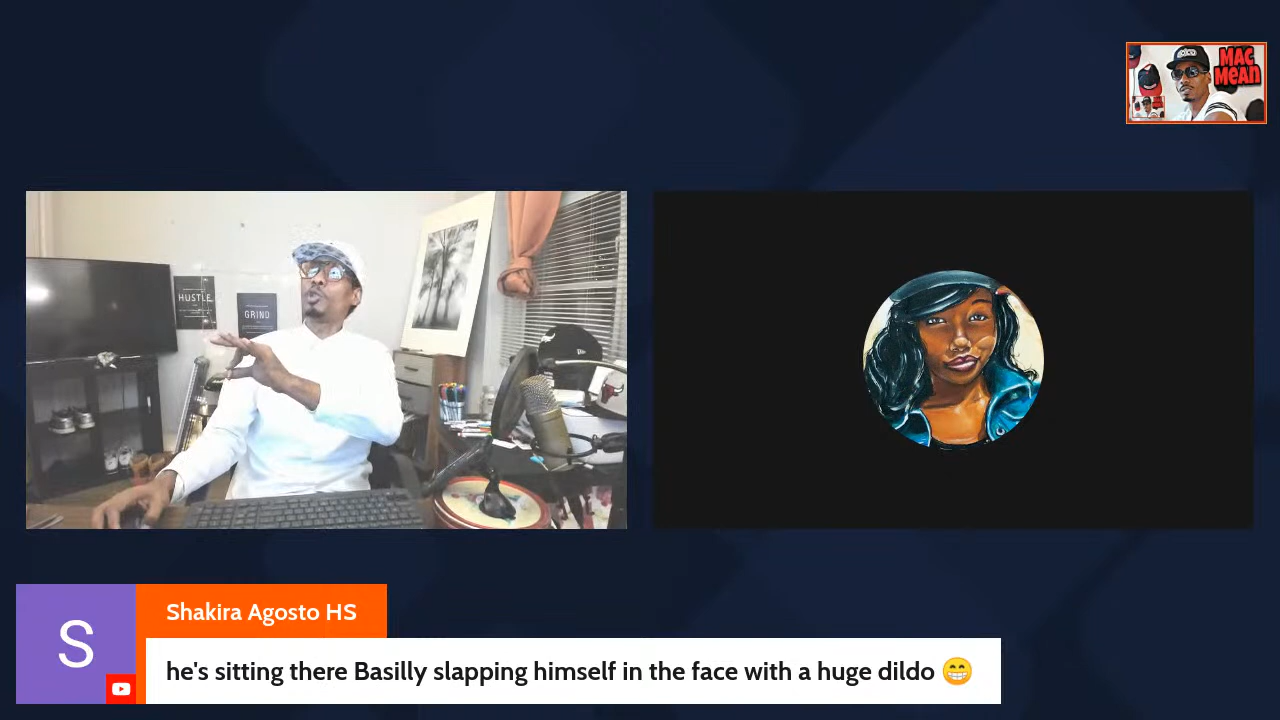 MAC
MeaN
HUSTLE
GRIND
Shakira Agosto HS
S
he's sitting there Basilly slapping himself in the face with a huge dildo 😁